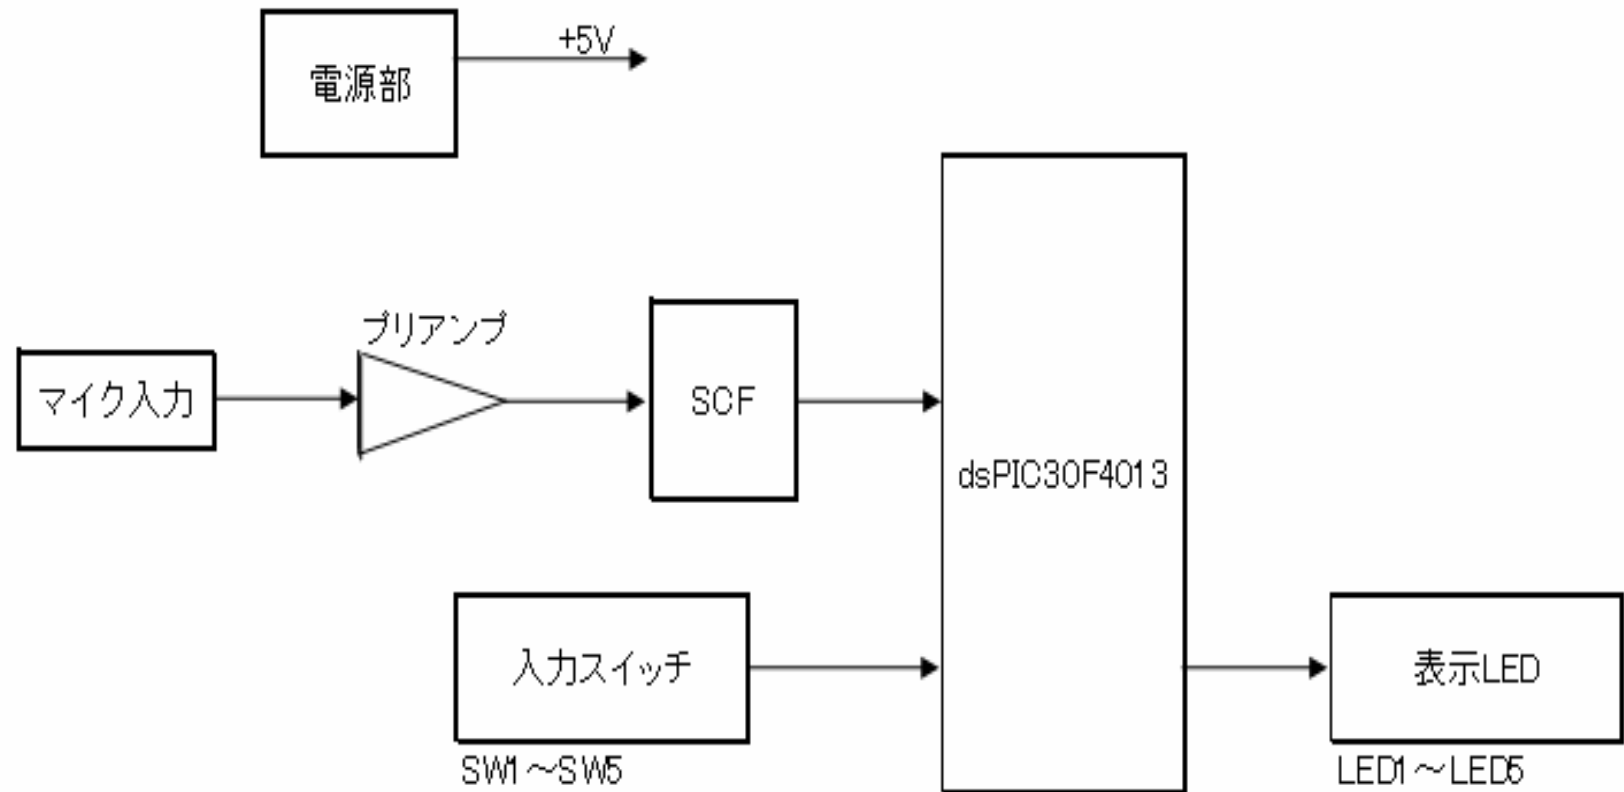 +5V
電源部
プリアンプ
マイク入力
SCF
dsPIC30F4013
入力スイッチ
表示LED
SW1～SW5
LED1～LED5